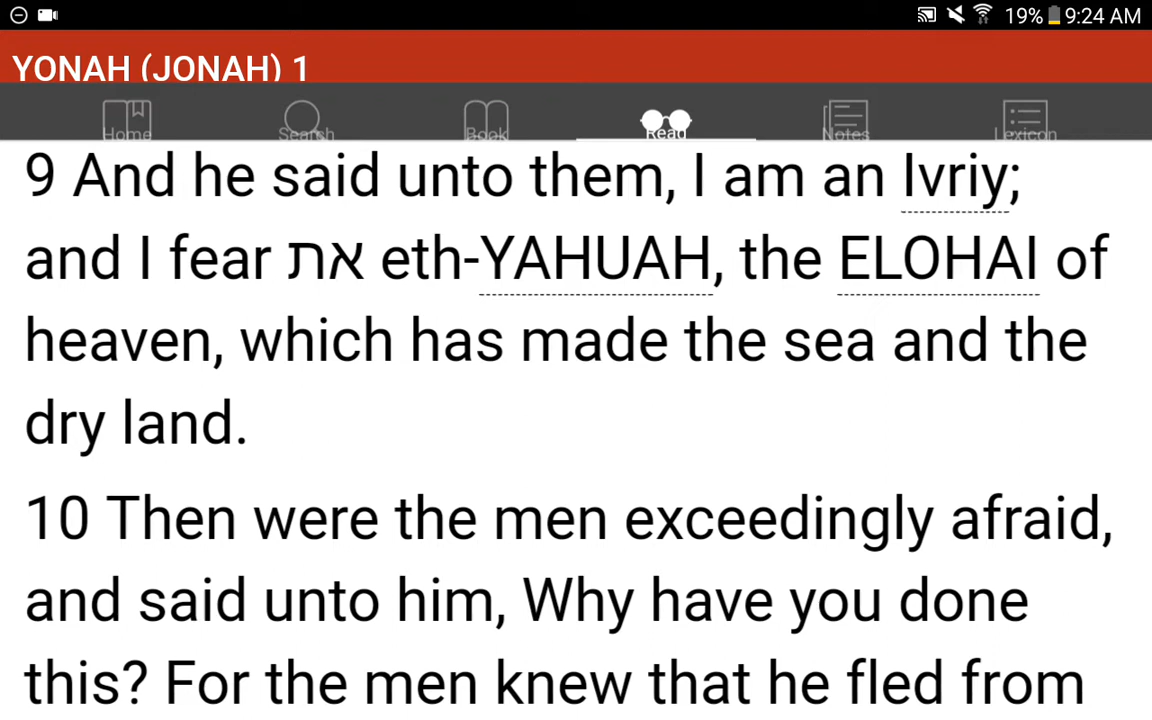 19% 9:24 AM
YONAH (JONAH) 1
Home Search Book Read Notes Lexicon
9 And he said unto them, I am an Ivriy;
and I fear את eth-YAHUAH, the ELOHAI of
heaven, which has made the sea and the
dry land.
10 Then were the men exceedingly afraid,
and said unto him, Why have you done
this? For the men knew that he fled from